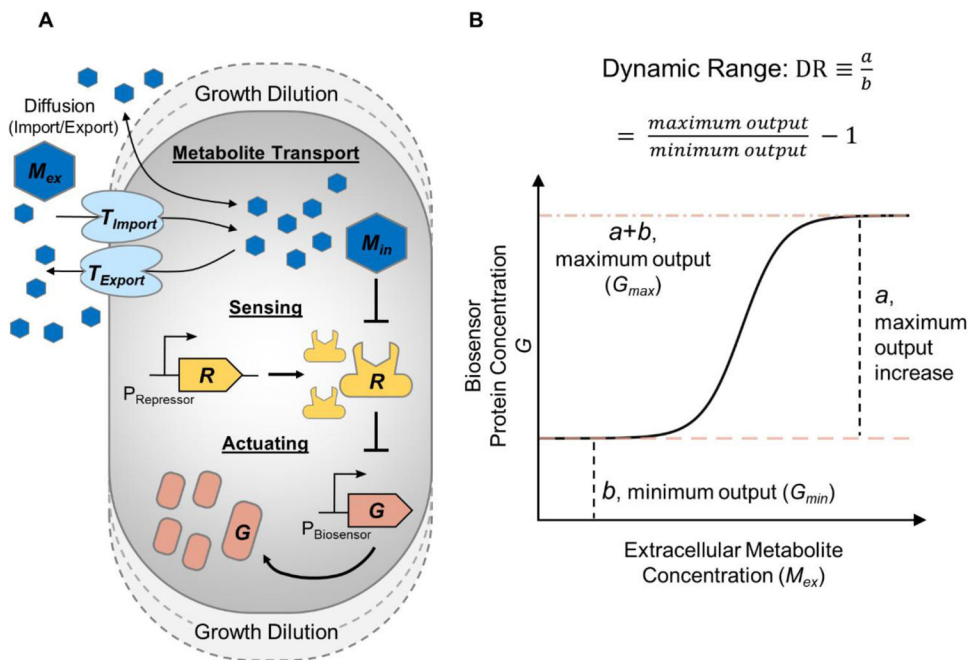 A
Growth Dilution
Diffusion
(Import/Export)
Metabolite Transport
M_ex
T_Import
M_in
T_Export
Sensing
R
P_Repressor
R
Actuating
G
P_Biosensor
G
Growth Dilution
B
Dynamic Range: DR ≡ a/b
= maximum output/minimum output − 1
Biosensor
Protein Concentration
G
a+b,
maximum output
(G_max)
a,
maximum
output
increase
b, minimum output (G_min)
Extracellular Metabolite
Concentration (M_ex)